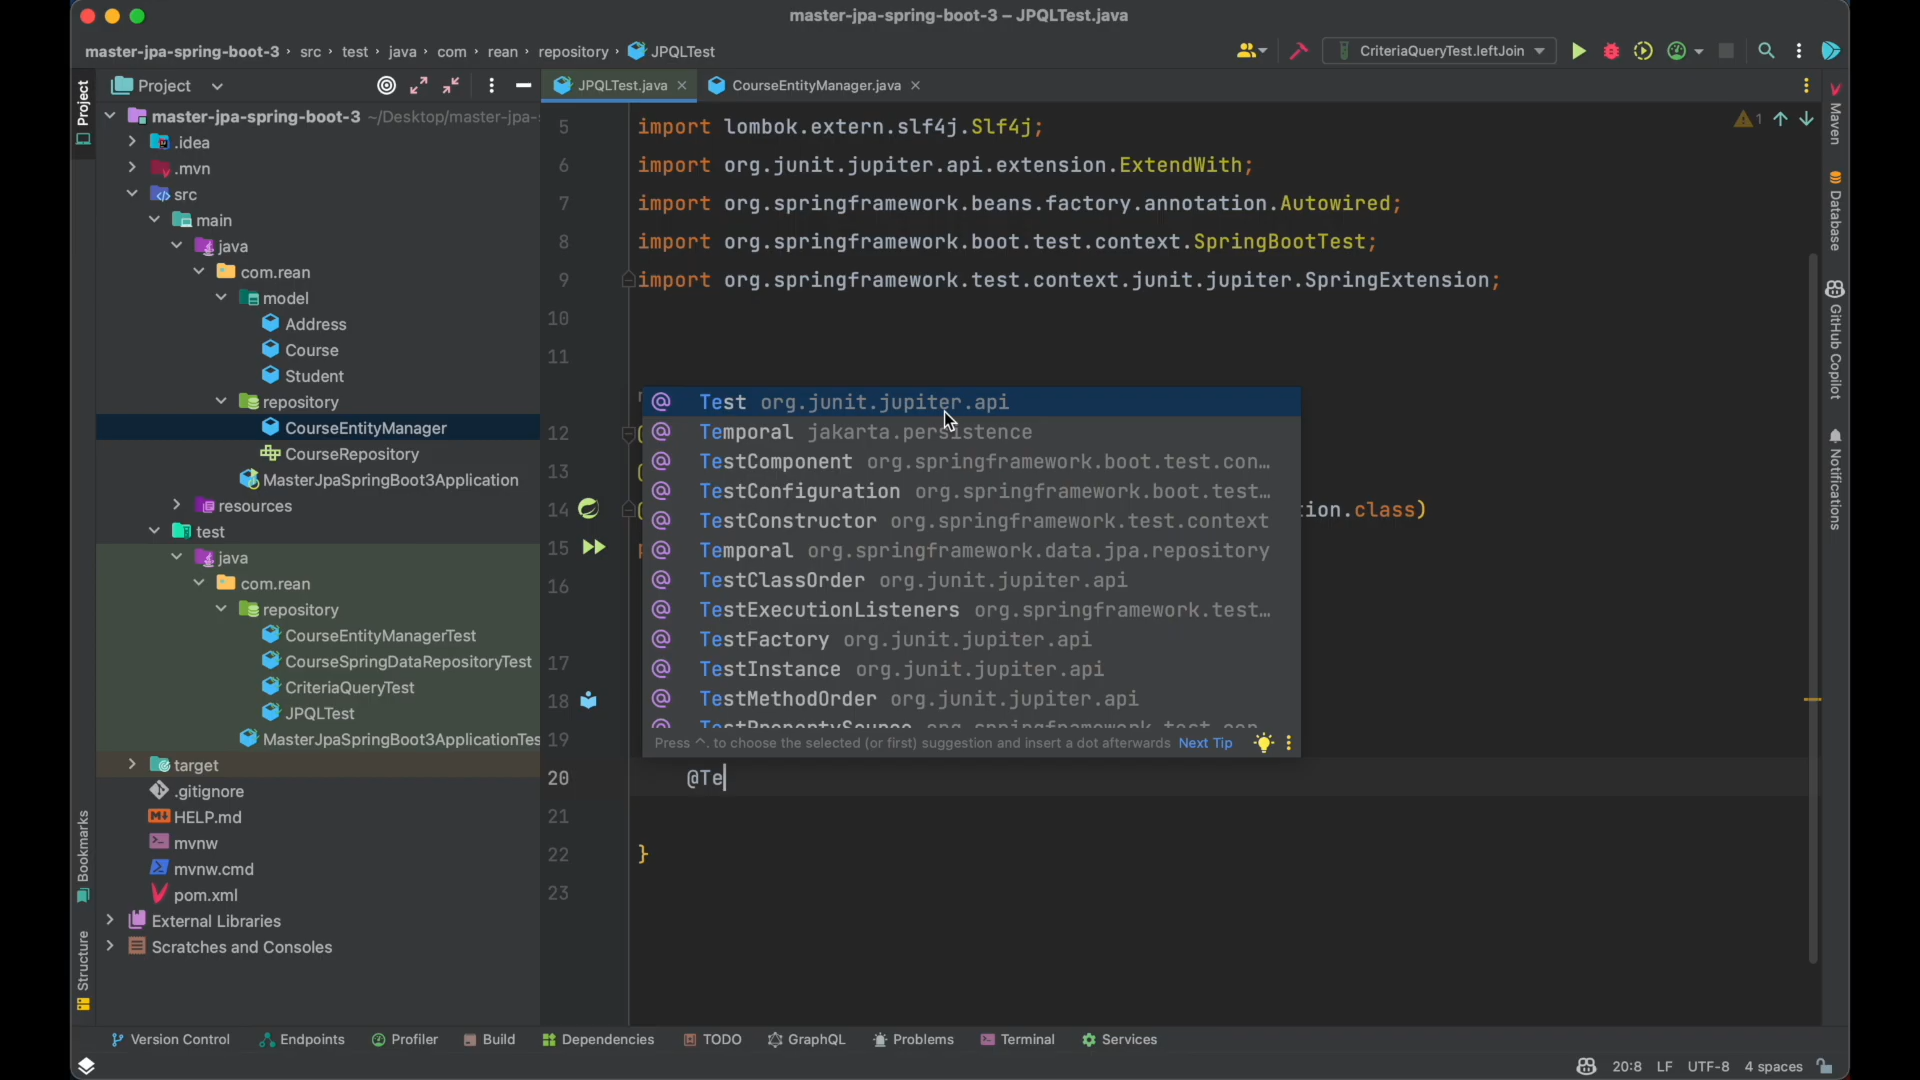 master-jpa-spring-boot-3 – JPQLTest.java
master-jpa-spring-boot-3 › src › test › java › com › rean › repository › JPQLTest
CriteriaQueryTest.leftJoin
Project
JPQLTest.java
CourseEntityManager.java
Project
master-jpa-spring-boot-3 ~/Desktop/master-jpa-
.idea
.mvn
src
main
java
com.rean
model
Address
Course
Student
repository
CourseEntityManager
CourseRepository
MasterJpaSpringBoot3Application
resources
test
java
com.rean
repository
CourseEntityManagerTest
CourseSpringDataRepositoryTest
CriteriaQueryTest
JPQLTest
MasterJpaSpringBoot3ApplicationTes
target
.gitignore
HELP.md
mvnw
mvnw.cmd
pom.xml
External Libraries
Scratches and Consoles
Bookmarks
Structure
5 import lombok.extern.slf4j.Slf4j;
6 import org.junit.jupiter.api.extension.ExtendWith;
7 import org.springframework.beans.factory.annotation.Autowired;
8 import org.springframework.boot.test.context.SpringBootTest;
9 import org.springframework.test.context.junit.jupiter.SpringExtension;
10
11
12
13
14 ion.class)
15
16
17
18
19
20 @Te
21
22 }
23
@ Test org.junit.jupiter.api
@ Temporal jakarta.persistence
@ TestComponent org.springframework.boot.test.con…
@ TestConfiguration org.springframework.boot.test…
@ TestConstructor org.springframework.test.context
@ Temporal org.springframework.data.jpa.repository
@ TestClassOrder org.junit.jupiter.api
@ TestExecutionListeners org.springframework.test…
@ TestFactory org.junit.jupiter.api
@ TestInstance org.junit.jupiter.api
@ TestMethodOrder org.junit.jupiter.api
@ TestPropertySource org.springframework.test.con…
Press ^. to choose the selected (or first) suggestion and insert a dot afterwards Next Tip
1
Maven
Database
GitHub Copilot
Notifications
Version Control Endpoints Profiler Build Dependencies TODO GraphQL Problems Terminal Services
20:8 LF UTF-8 4 spaces